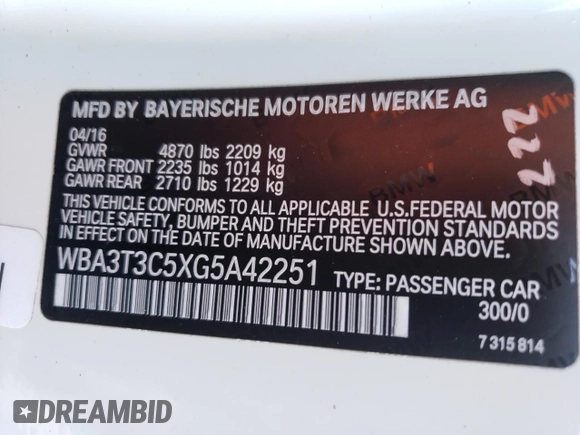 MFD BY BAYERISCHE MOTOREN WERKE AG
04/16
GVWR 4870 lbs 2209 kg
GAWR FRONT 2235 lbs 1014 kg
GAWR REAR 2710 lbs 1229 kg
THIS VEHICLE CONFORMS TO ALL APPLICABLE U.S.FEDERAL MOTOR
VEHICLE SAFETY, BUMPER AND THEFT PREVENTION STANDARDS
IN EFFECT ON THE DATE OF MANUFACTURE SHOWN ABOVE.
WBA3T3C5XG5A42251 TYPE: PASSENGER CAR
300/0
7 315 814
222
BMW
BMW
DREAMBID